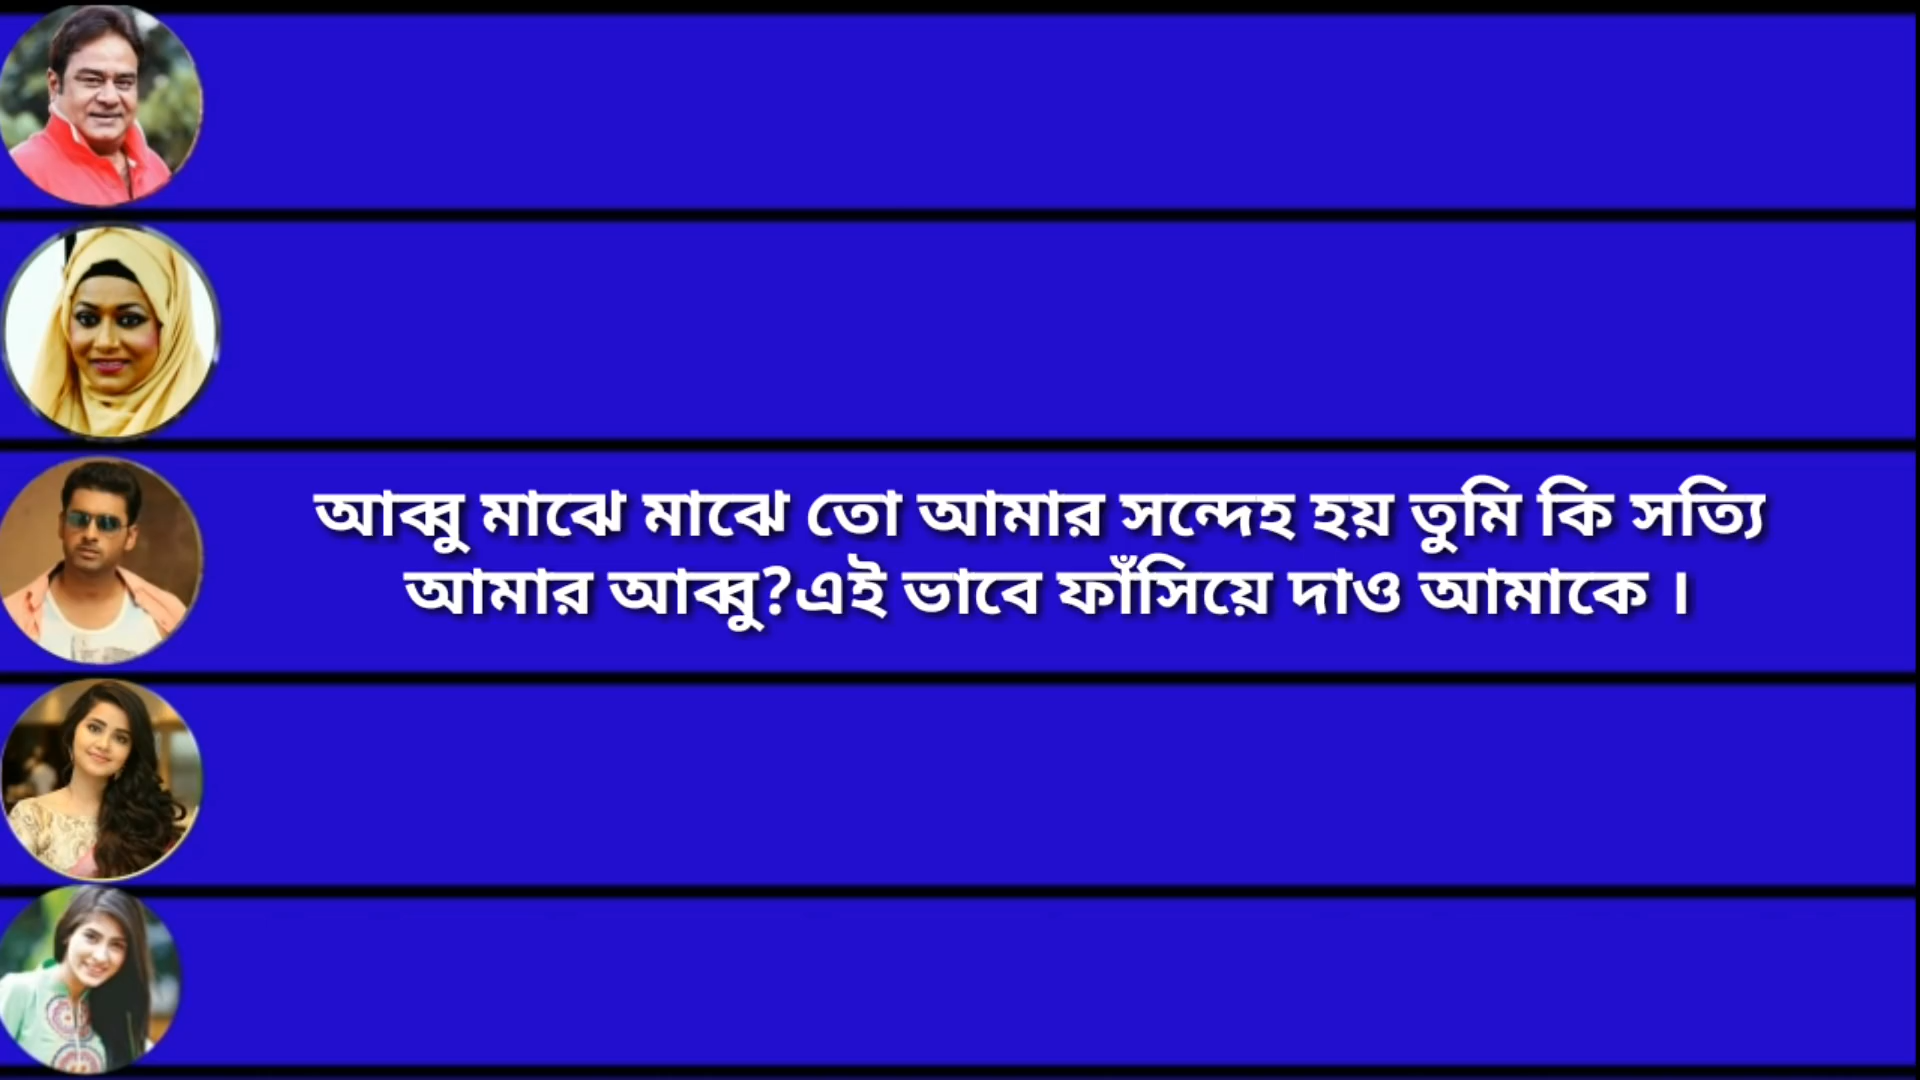 আব্বু মাঝে মাঝে তো আমার সন্দেহ হয় তুমি কি সত্যি
আমার আব্বু?এই ভাবে ফাঁসিয়ে দাও আমাকে ।